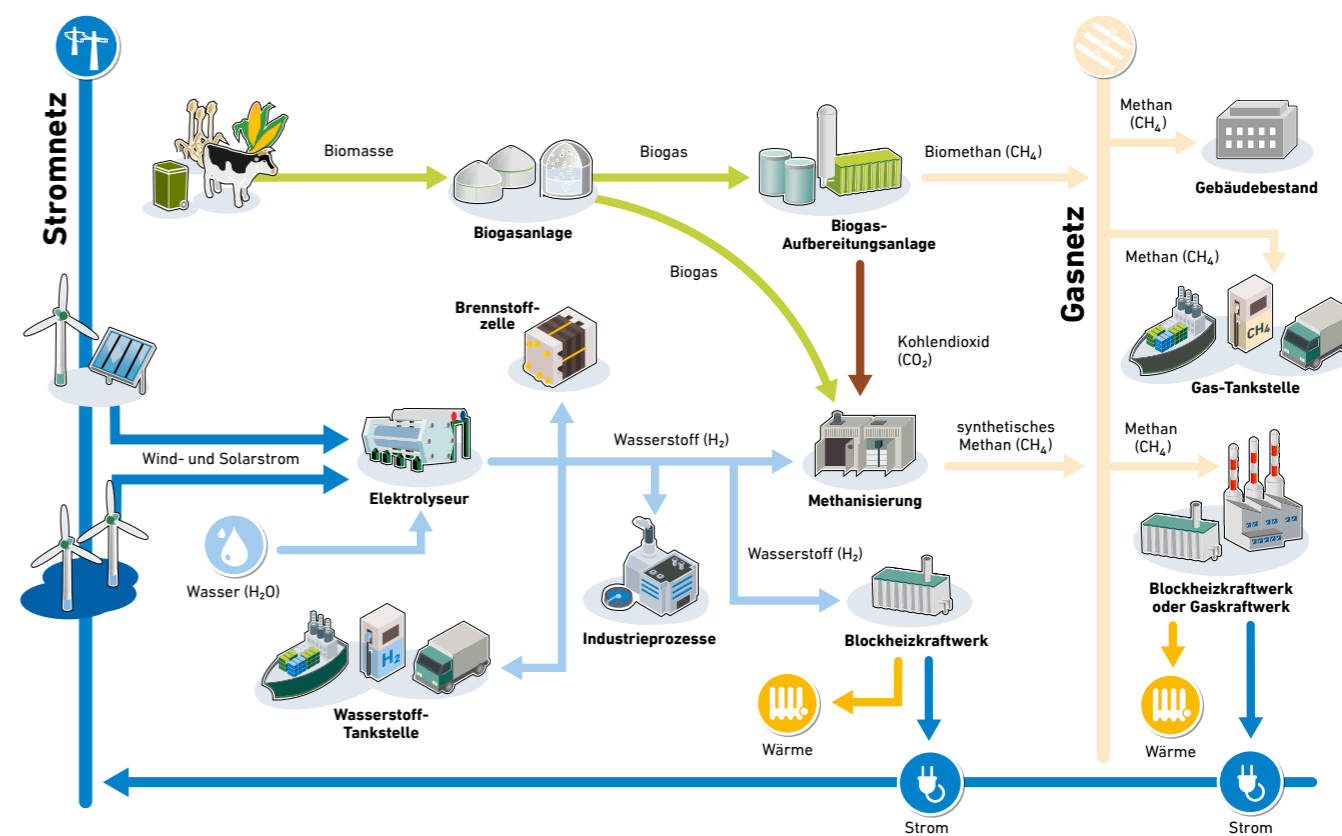 Stromnetz
Biomasse
Biogasanlage
Biogas
Biogas
Biogas-
Aufbereitungsanlage
Biomethan (CH₄)
Gasnetz
Methan
(CH₄)
Gebäudebestand
Methan (CH₄)
CH₄
Gas-Tankstelle
Kohlendioxid
(CO₂)
Brennstoff-
zelle
Wind- und Solarstrom
Elektrolyseur
Wasserstoff (H₂)
Methanisierung
synthetisches
Methan (CH₄)
Methan
(CH₄)
Blockheizkraftwerk
oder Gaskraftwerk
Wasser (H₂O)
Industrieprozesse
Wasserstoff (H₂)
Blockheizkraftwerk
H₂
Wasserstoff-
Tankstelle
Wärme
Wärme
Strom
Strom